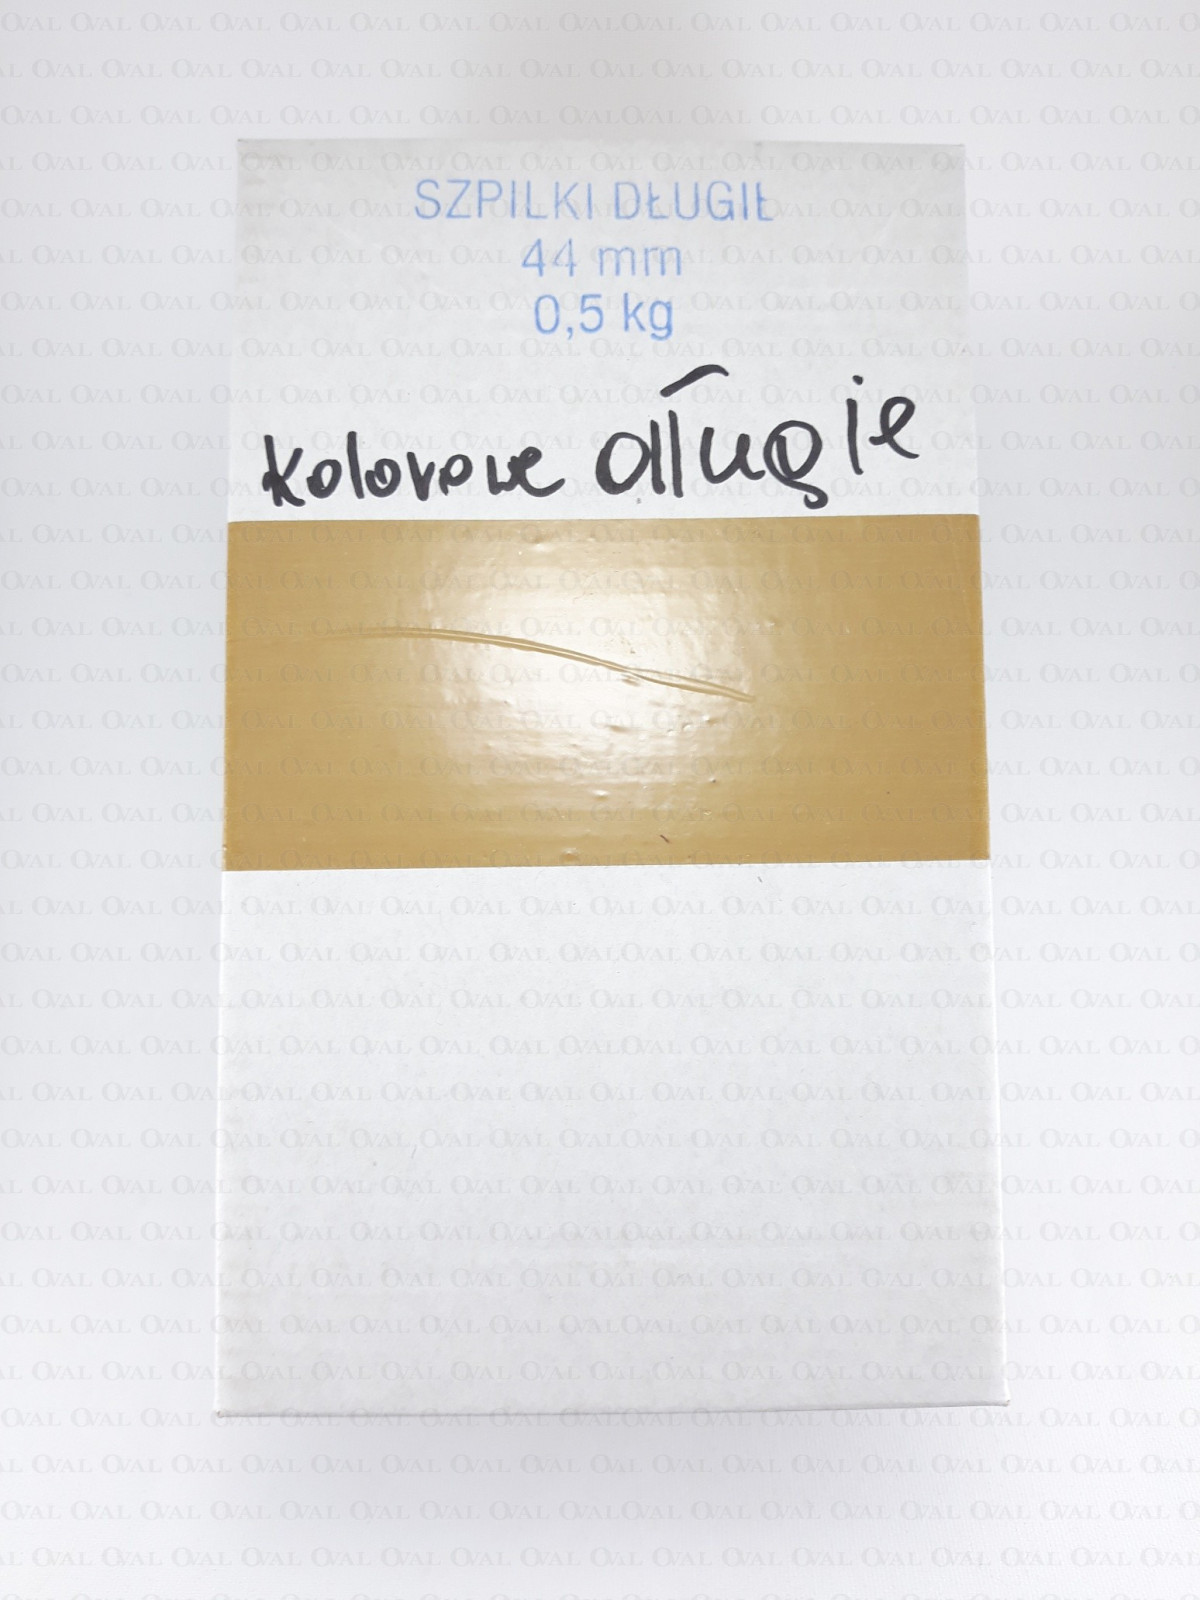 SZPILKI DŁUGIE
44 mm
0,5 kg
kolorowe długie